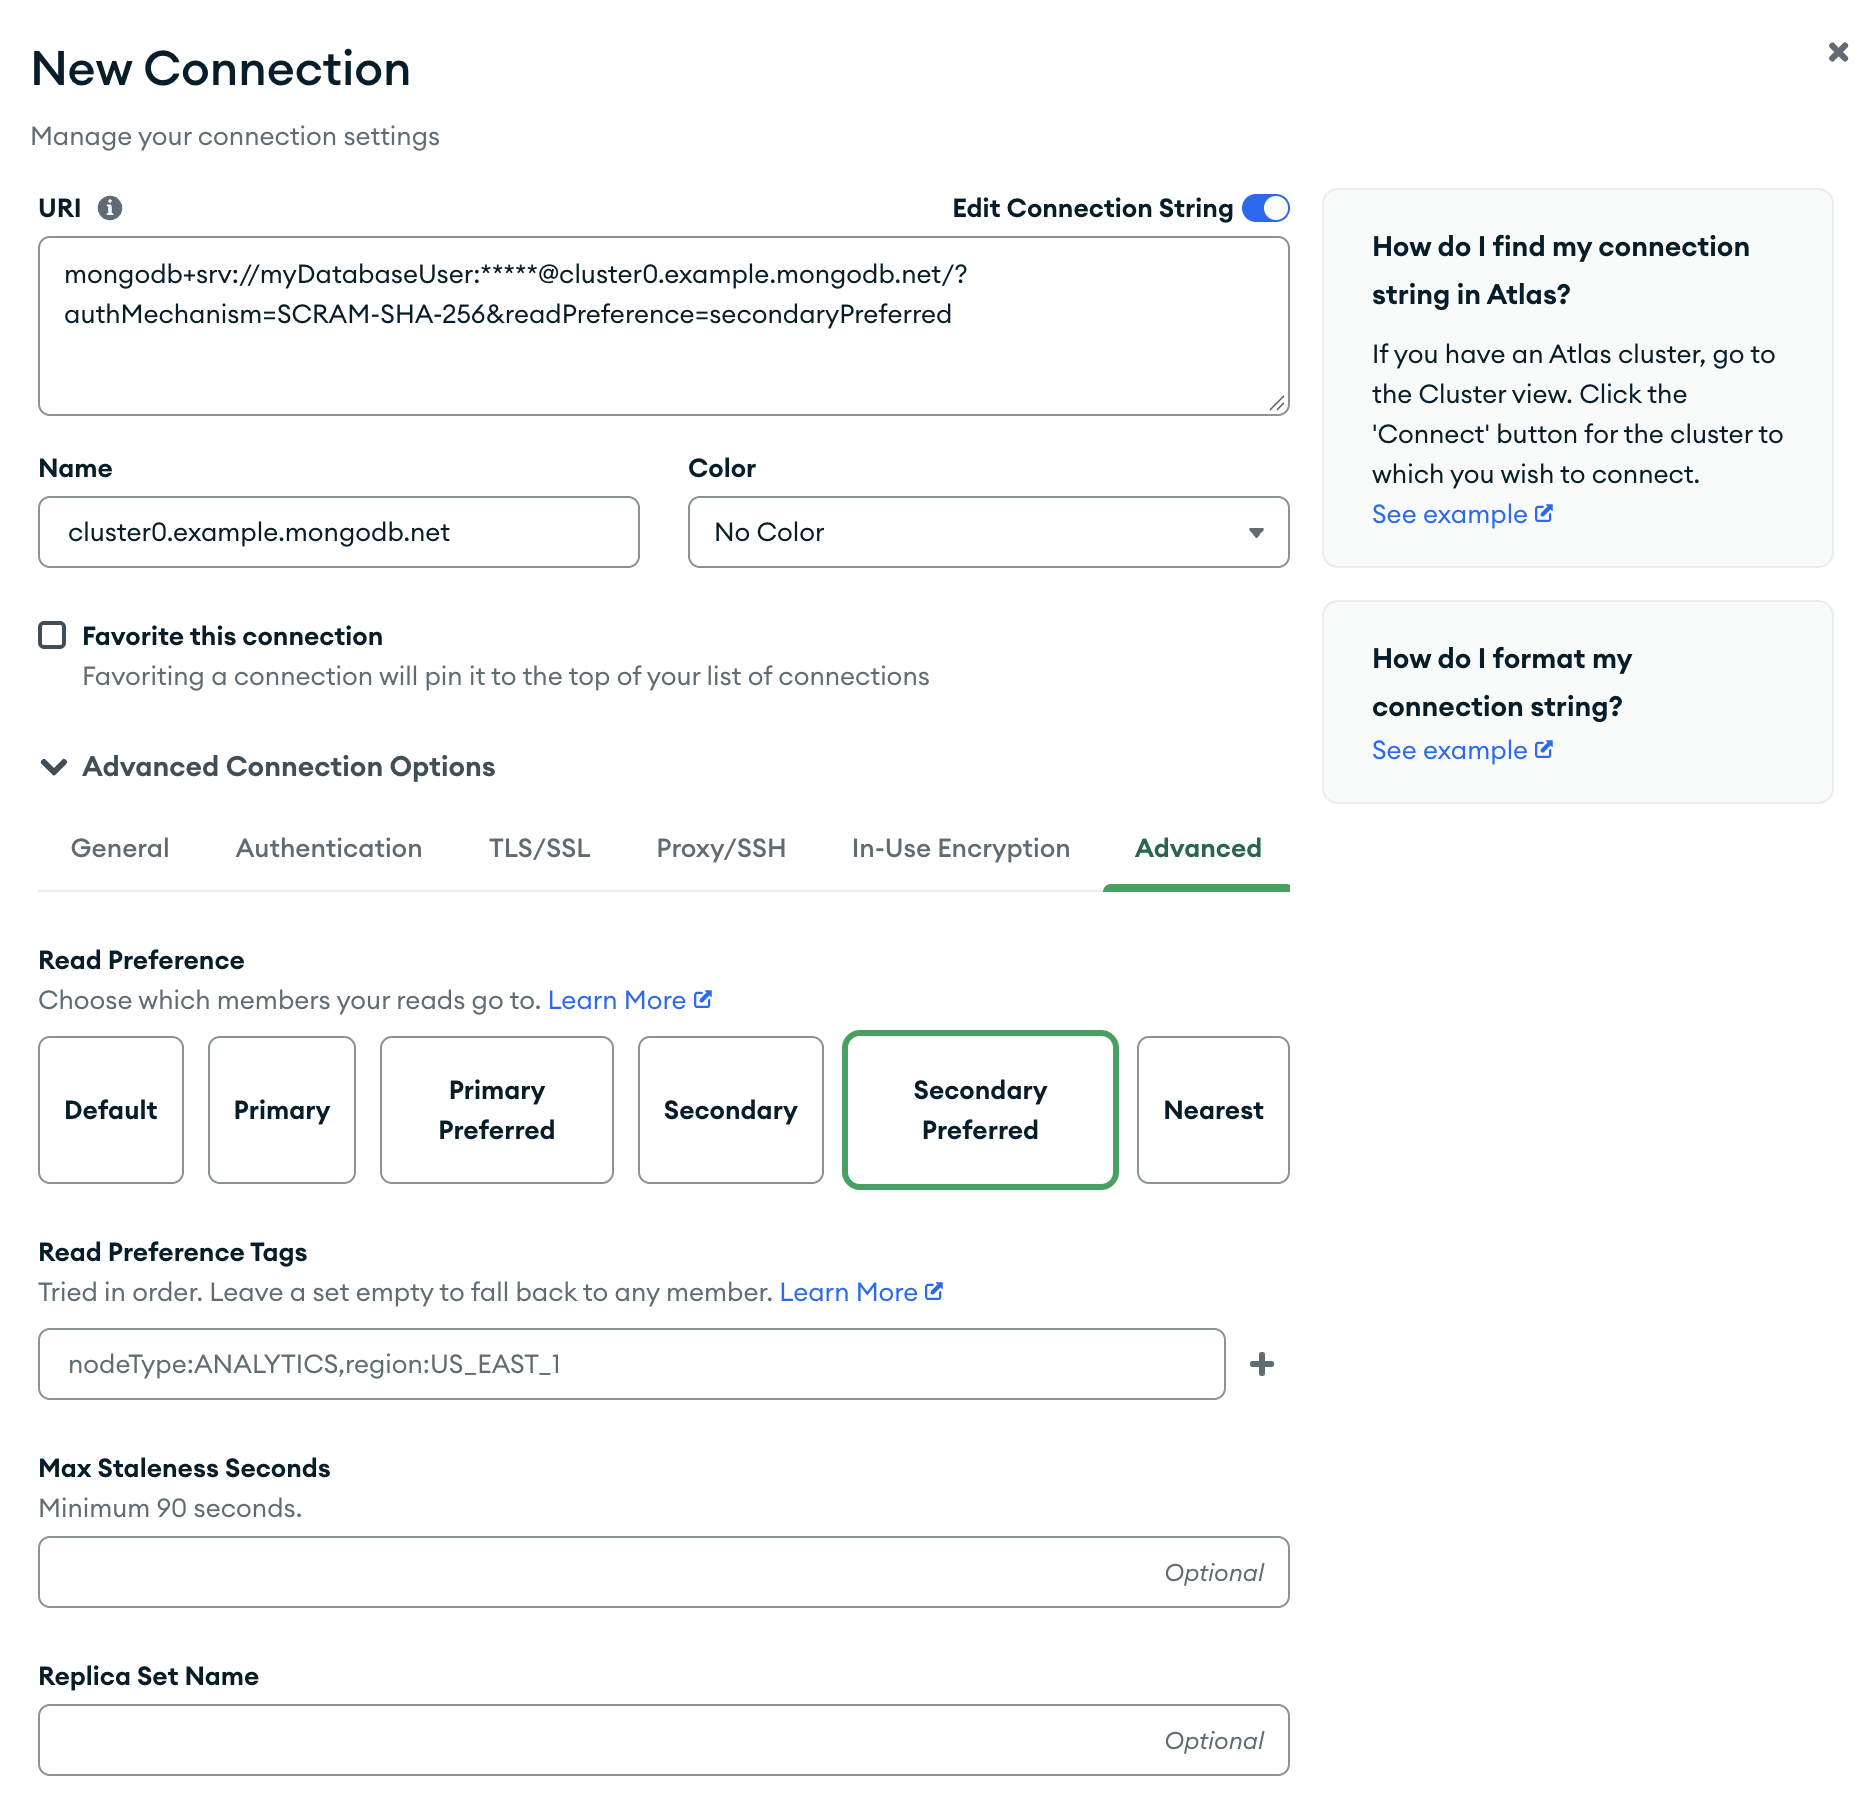 New Connection
Manage your connection settings
URI
Edit Connection String
mongodb+srv://myDatabaseUser:*****@cluster0.example.mongodb.net/?
authMechanism=SCRAM-SHA-256&readPreference=secondaryPreferred
Name
cluster0.example.mongodb.net
Color
No Color
Favorite this connection
Favoriting a connection will pin it to the top of your list of connections
Advanced Connection Options
General Authentication TLS/SSL Proxy/SSH In-Use Encryption Advanced
Read Preference
Choose which members your reads go to. Learn More
Default
Primary
Primary
Preferred
Secondary
Secondary
Preferred
Nearest
Read Preference Tags
Tried in order. Leave a set empty to fall back to any member. Learn More
nodeType:ANALYTICS,region:US_EAST_1
Max Staleness Seconds
Minimum 90 seconds.
Optional
Replica Set Name
Optional
How do I find my connection
string in Atlas?
If you have an Atlas cluster, go to
the Cluster view. Click the
'Connect' button for the cluster to
which you wish to connect.
See example
How do I format my
connection string?
See example